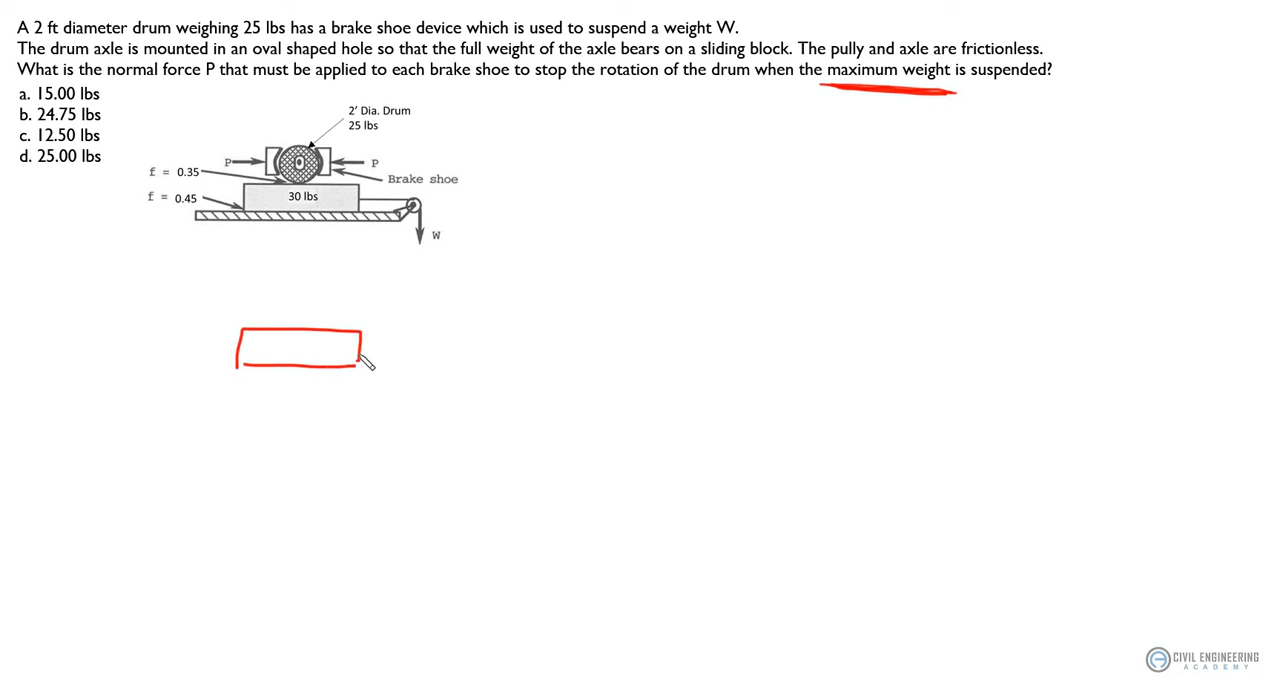 A 2 ft diameter drum weighing 25 lbs has a brake shoe device which is used to suspend a weight W.
The drum axle is mounted in an oval shaped hole so that the full weight of the axle bears on a sliding block. The pully and axle are frictionless.
What is the normal force P that must be applied to each brake shoe to stop the rotation of the drum when the maximum weight is suspended?
a. 15.00 lbs
b. 24.75 lbs
c. 12.50 lbs
d. 25.00 lbs
2' Dia. Drum
25 lbs
P
P
f = 0.35
Brake shoe
f = 0.45
30 lbs
W
CIVIL ENGINEERING
ACADEMY